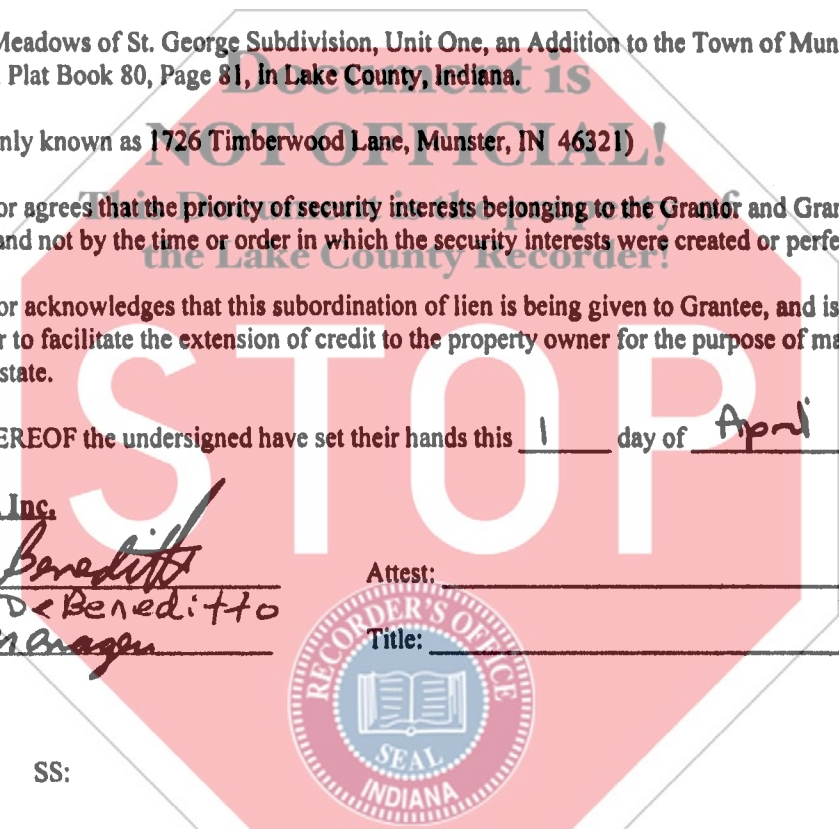 Meadows of St. George Subdivision, Unit One, an Addition to the Town of Mun
Plat Book 80, Page 81, in Lake County, Indiana.
Document is
nly known as 1726 Timberwood Lane, Munster, IN 46321)
NOT OFFICIAL!
or agrees that the priority of security interests belonging to the Grantor and Gran
This Document is the property of
and not by the time or order in which the security interests were created or perfe
the Lake County Recorder!
or acknowledges that this subordination of lien is being given to Grantee, and is
r to facilitate the extension of credit to the property owner for the purpose of ma
state.
STOP
EREOF the undersigned have set their hands this 1 day of April
Inc.
Beneditto
Attest:
DeBeneditto
Manager
Title:
RECORDER'S OFFICE
SEAL
INDIANA
SS: